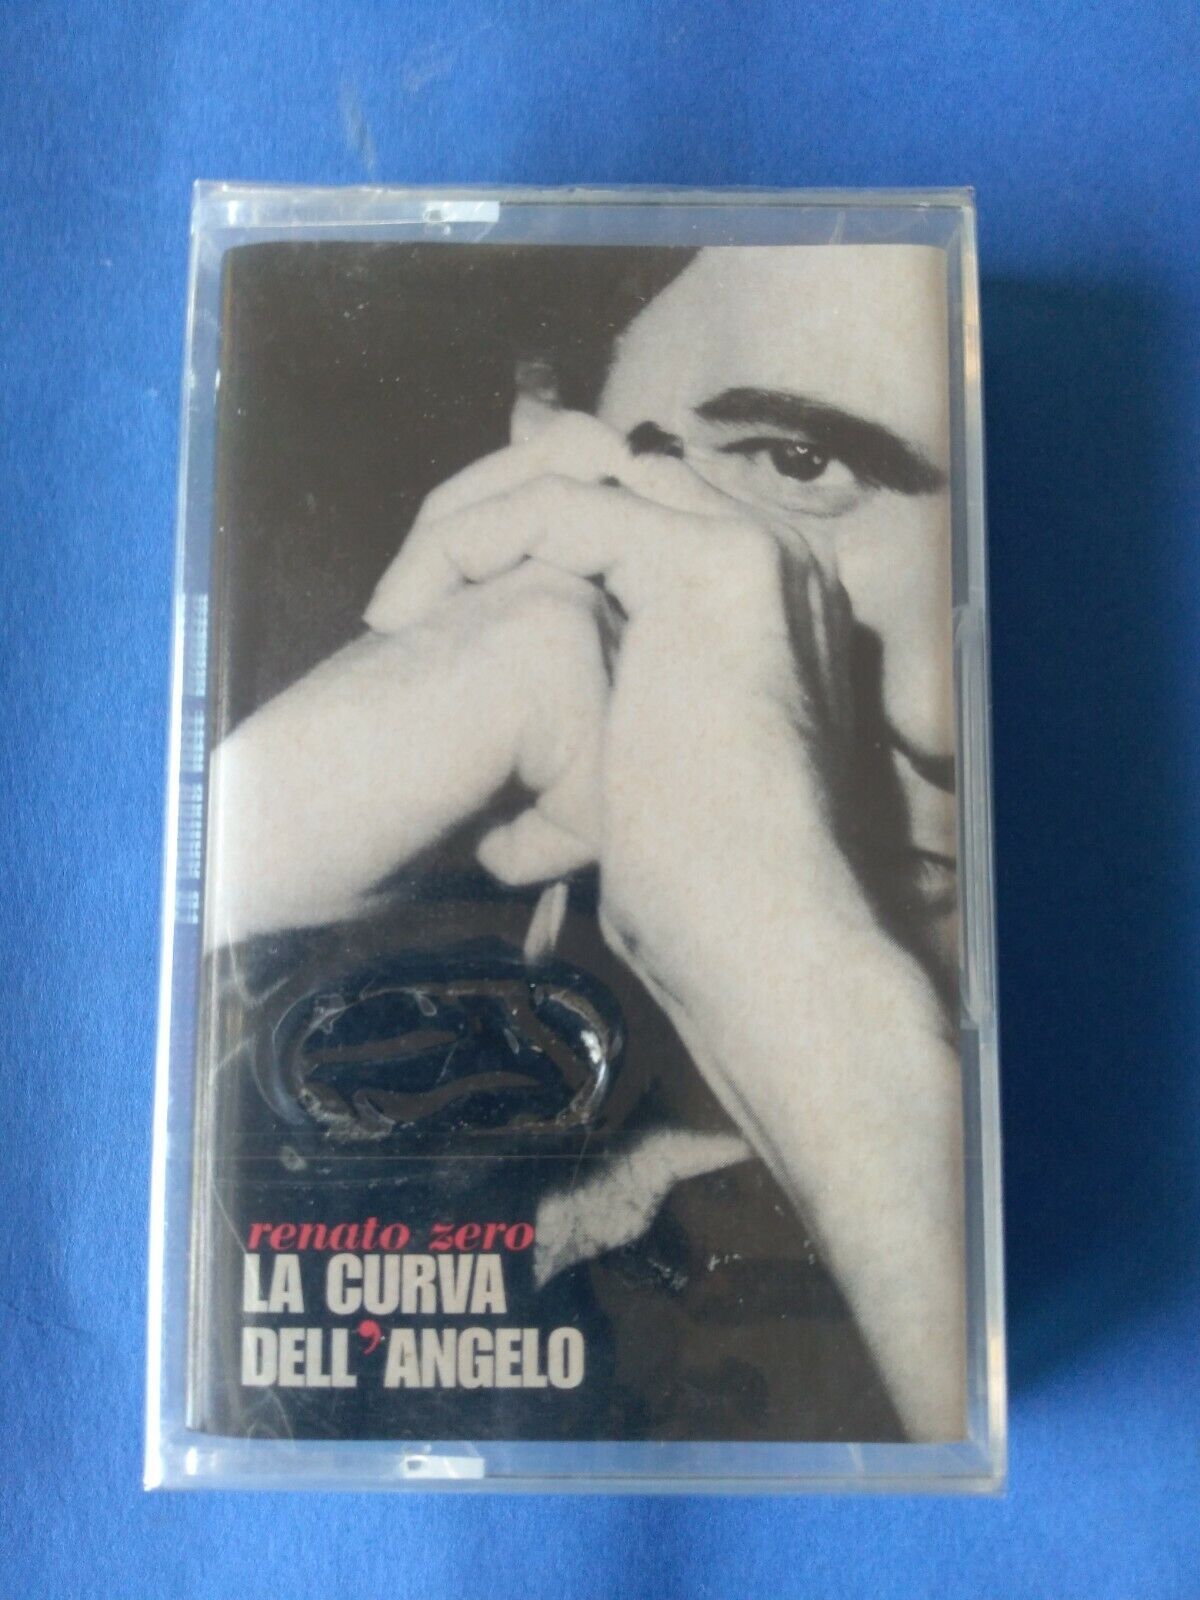 renato zero
LA CURVA
DELL'ANGELO